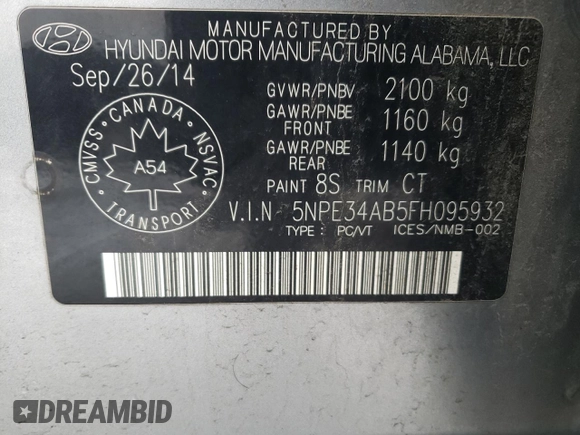 MANUFACTURED BY
HYUNDAI MOTOR MANUFACTURING ALABAMA, LLC
Sep/26/14
GVWR/PNBV 2100 kg
GAWR/PNBE FRONT 1160 kg
GAWR/PNBE REAR 1140 kg
PAINT 8S TRIM CT
V.I.N 5NPE34AB5FH095932
TYPE: PC/VT ICES/NMB-002
CANADA
CMVSS
NSVAC
A54
TRANSPORT
DREAMBID